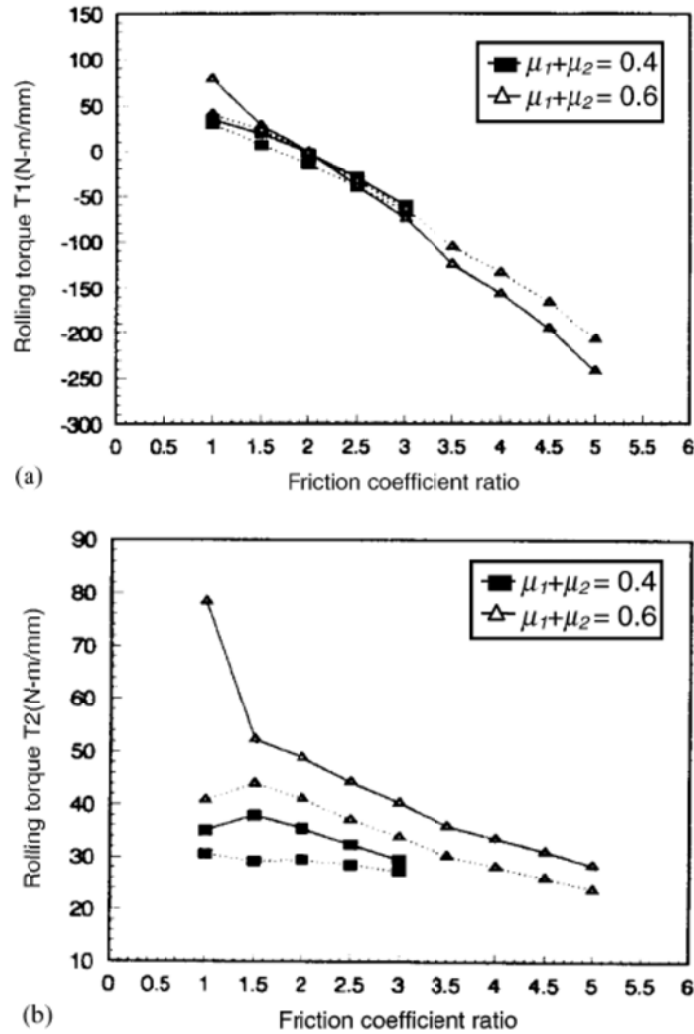 150
100
50
0
-50
-100
-150
-200
-250
-300
Rolling torque T1(N-m/mm)
μ1+μ2= 0.4
μ1+μ2= 0.6
0 0.5 1 1.5 2 2.5 3 3.5 4 4.5 5 5.5 6
(a)
Friction coefficient ratio
90
80
70
60
50
40
30
20
10
Rolling torque T2(N-m/mm)
μ1+μ2= 0.4
μ1+μ2= 0.6
0 0.5 1 1.5 2 2.5 3 3.5 4 4.5 5 5.5 6
(b)
Friction coefficient ratio